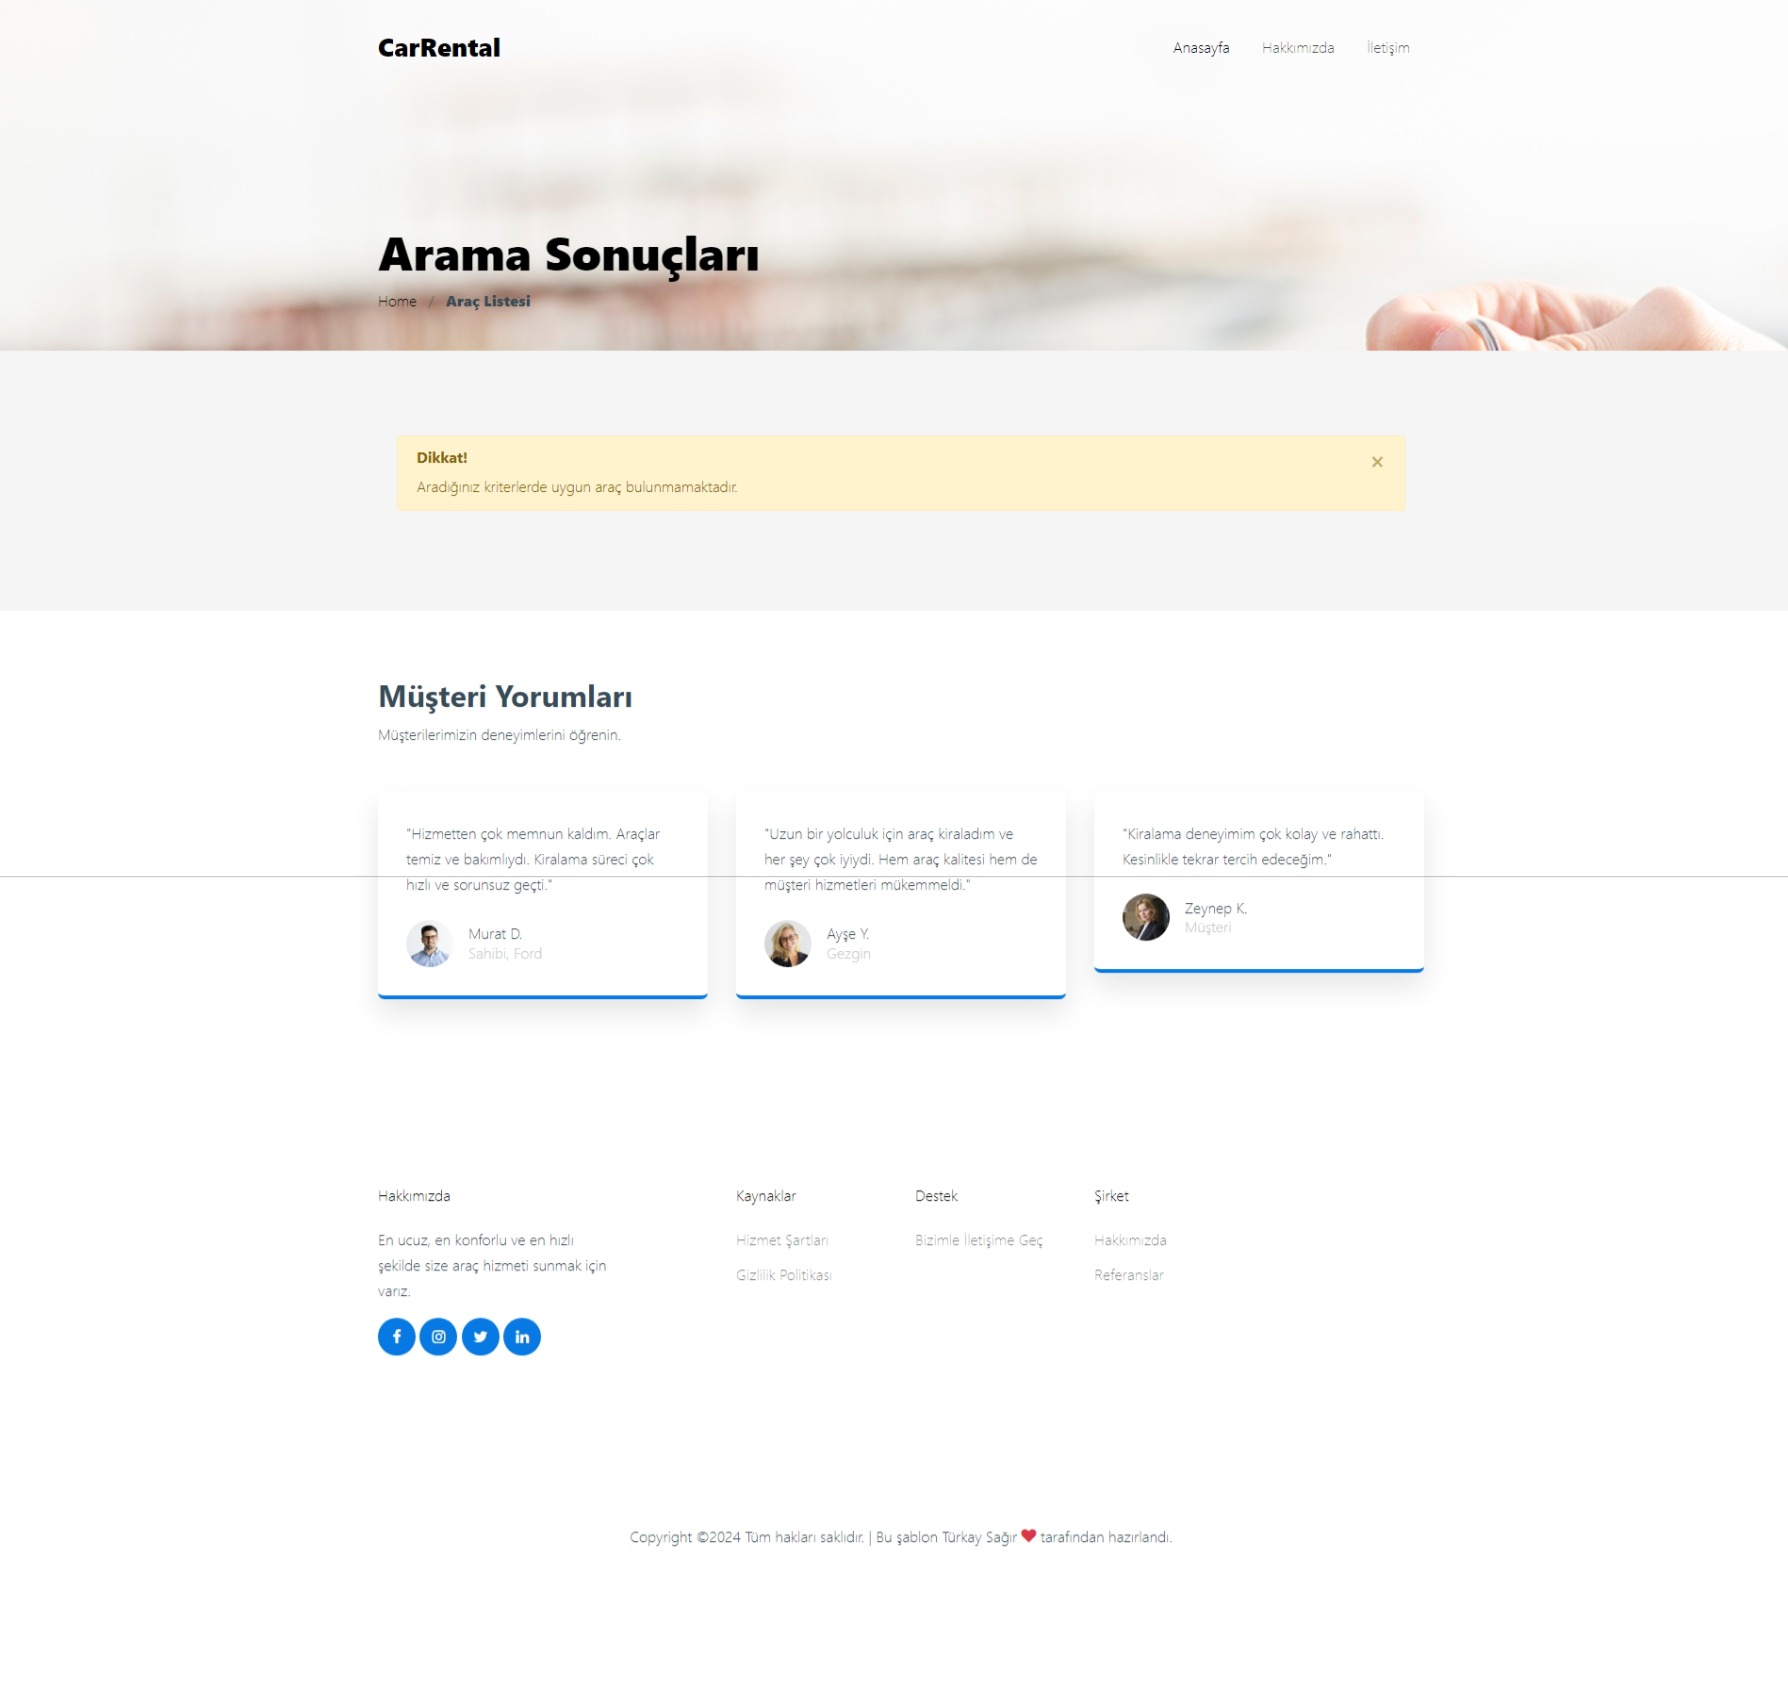 CarRental
Anasayfa Hakkımızda İletişim
Arama Sonuçları
Home / Araç Listesi
Dikkat!
×
Aradığınız kriterlerde uygun araç bulunmamaktadır.
Müşteri Yorumları
Müşterilerimizin deneyimlerini öğrenin.
"Hizmetten çok memnun kaldım. Araçlar
temiz ve bakımlıydı. Kiralama süreci çok
hızlı ve sorunsuz geçti."
Murat D.
Sahibi, Ford
"Uzun bir yolculuk için araç kiraladım ve
her şey çok iyiydi. Hem araç kalitesi hem de
müşteri hizmetleri mükemmeldi."
Ayşe Y.
Gezgin
"Kiralama deneyimim çok kolay ve rahattı.
Kesinlikle tekrar tercih edeceğim."
Zeynep K.
Müşteri
Hakkımızda
En ucuz, en konforlu ve en hızlı
şekilde size araç hizmeti sunmak için
varız.
Kaynaklar
Hizmet Şartları
Gizlilik Politikası
Destek
Bizimle İletişime Geç
Şirket
Hakkımızda
Referanslar
Copyright ©2024 Tüm hakları saklıdır. | Bu şablon Türkay Sağır ❤ tarafından hazırlandı.